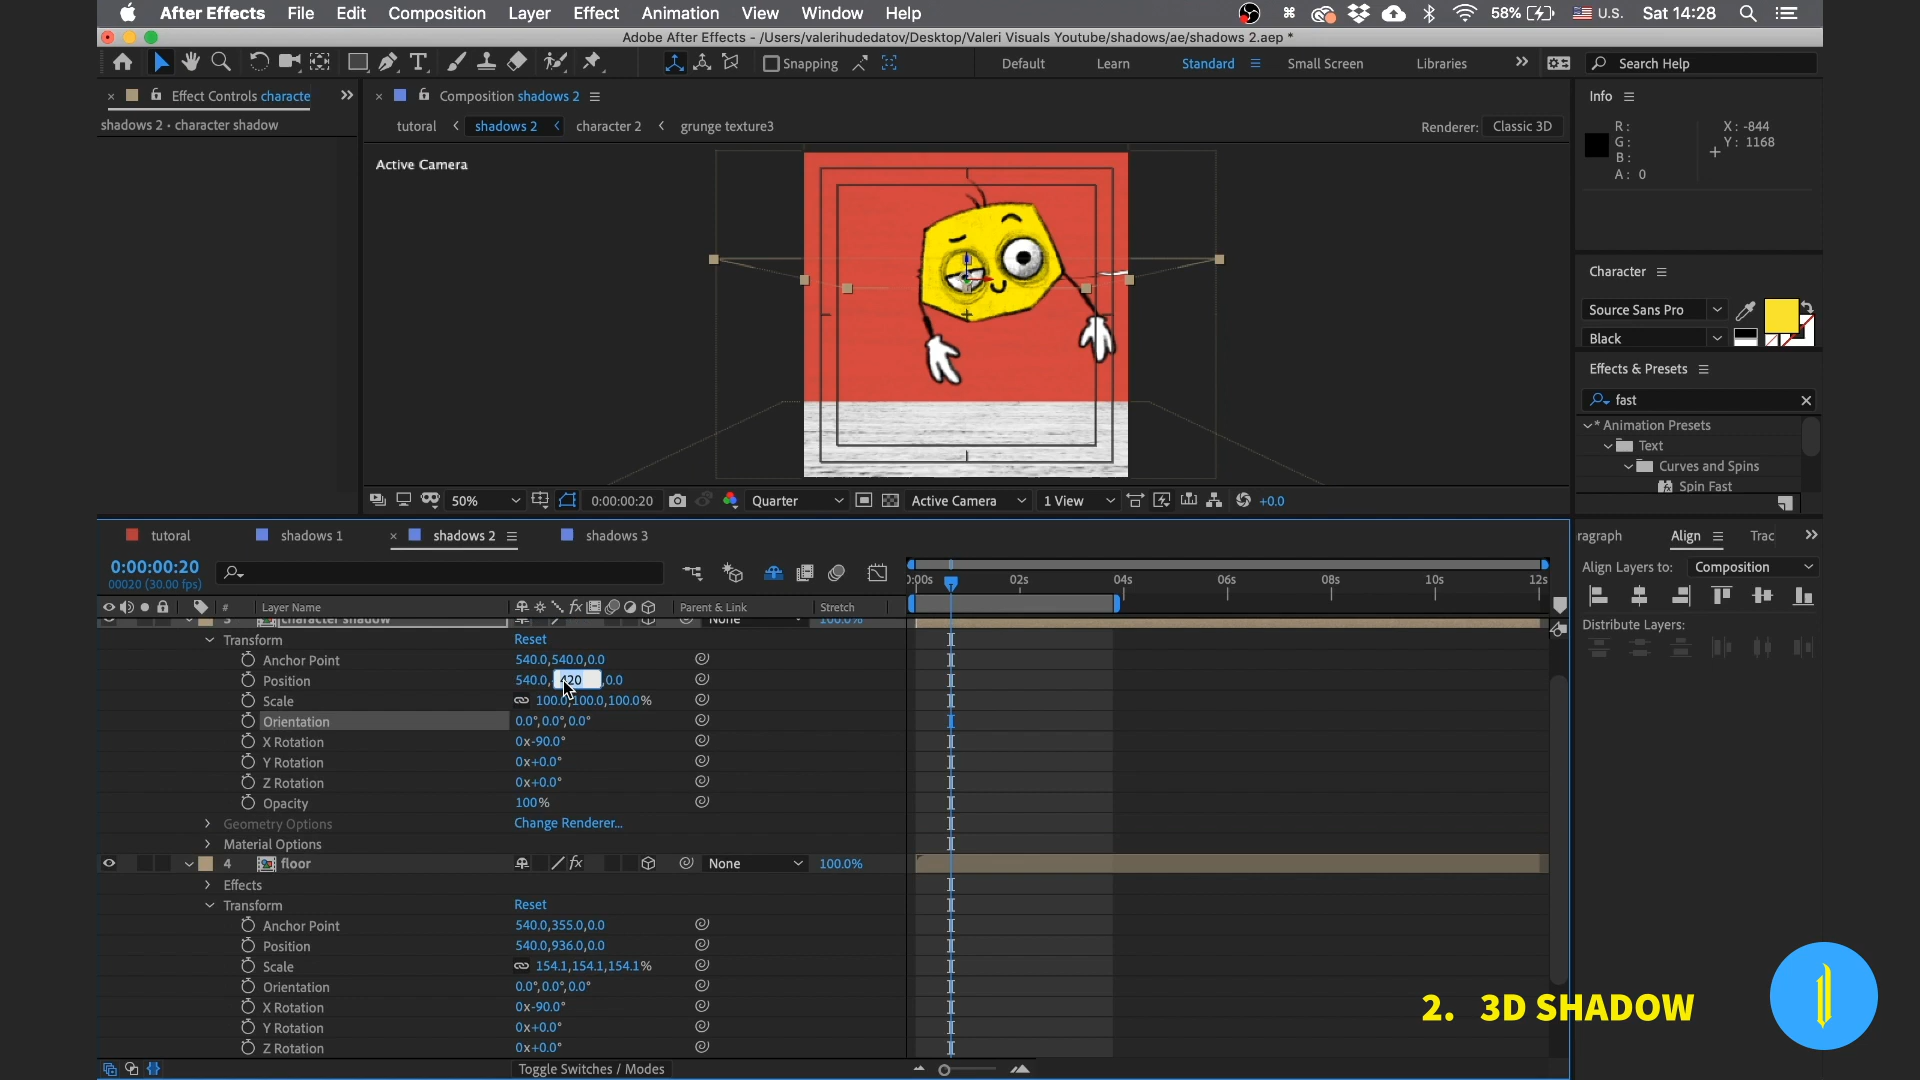 After Effects File Edit Composition Layer Effect Animation View Window Help 58% U.S. Sat 14:28
Adobe After Effects - /Users/valerihudedatov/Desktop/Valeri Visuals Youtube/shadows/ae/shadows 2.aep *
Snapping Default Learn Standard Small Screen Libraries Search Help
Effect Controls characte Composition shadows 2 Info
shadows 2 • character shadow tutorial shadows 2 character 2 grunge texture3 Renderer: Classic 3D
R: X: -844
G: Y: 1168
B:
A: 0
Active Camera
Character
Source Sans Pro
Black
Effects & Presets
fast
* Animation Presets
Text
Curves and Spins
Spin Fast
50% 0:00:00:20 Quarter Active Camera 1 View +0.0
tutorial shadows 1 shadows 2 shadows 3 ragraph Align Trac
0:00:00:20
00020 (30.00 fps)
Align Layers to: Composition
):00s 02s 04s 06s 08s 10s 12s
# Layer Name Parent & Link Stretch
Distribute Layers:
3 character shadow None 100.0%
Transform Reset
Anchor Point 540.0,540.0,0.0
Position 540.0, 420 ,0.0
Scale 100.0,100.0,100.0%
Orientation 0.0°,0.0°,0.0°
X Rotation 0x-90.0°
Y Rotation 0x+0.0°
Z Rotation 0x+0.0°
Opacity 100%
Geometry Options Change Renderer...
Material Options
4 floor None 100.0%
Effects
Transform Reset
Anchor Point 540.0,355.0,0.0
Position 540.0,936.0,0.0
Scale 154.1,154.1,154.1%
Orientation 0.0°,0.0°,0.0°
X Rotation 0x-90.0°
Y Rotation 0x+0.0°
Z Rotation 0x+0.0°
Toggle Switches / Modes
2. 3D SHADOW